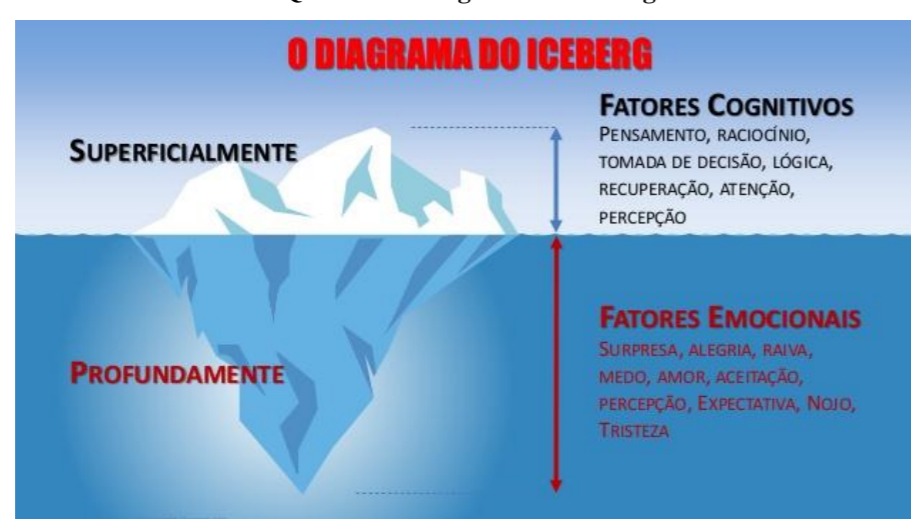 O DIAGRAMA DO ICEBERG
SUPERFICIALMENTE
FATORES COGNITIVOS
PENSAMENTO, RACIOCÍNIO,
TOMADA DE DECISÃO, LÓGICA,
RECUPERAÇÃO, ATENÇÃO,
PERCEPÇÃO
PROFUNDAMENTE
FATORES EMOCIONAIS
SURPRESA, ALEGRIA, RAIVA,
MEDO, AMOR, ACEITAÇÃO,
PERCEPÇÃO, EXPECTATIVA, NOJO,
TRISTEZA